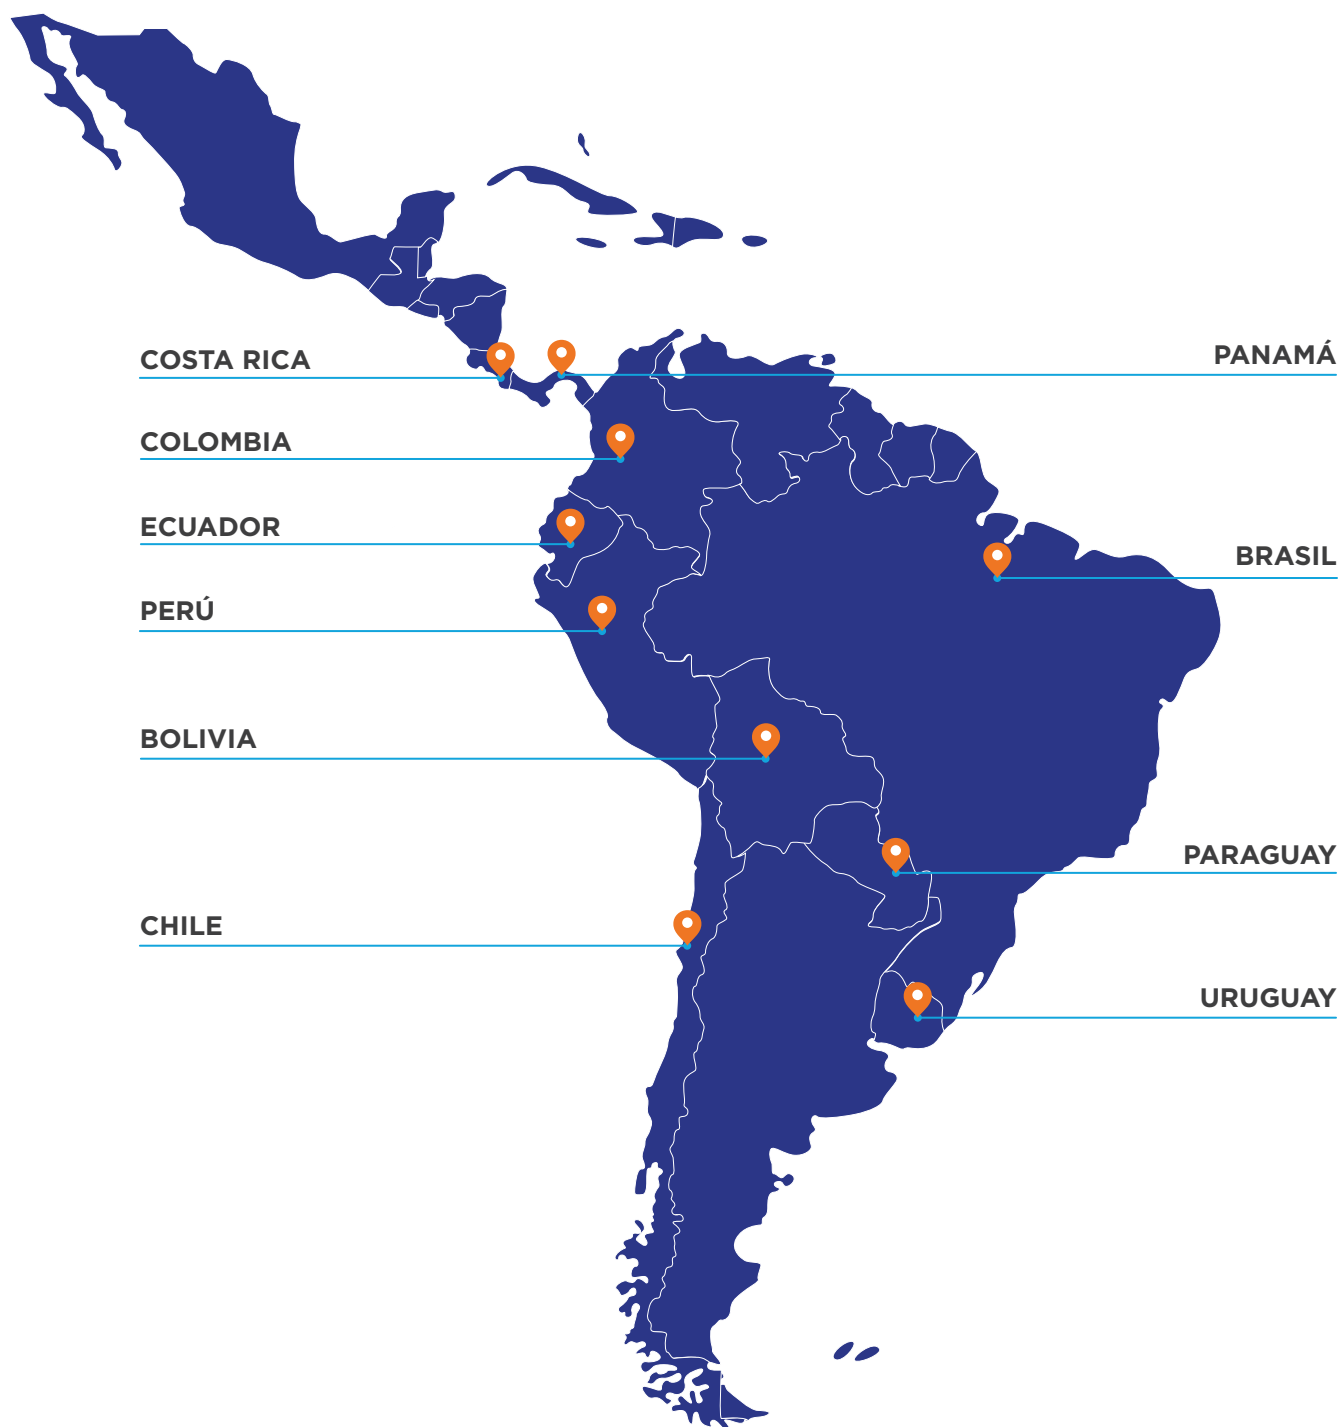 COSTA RICA
PANAMÁ
COLOMBIA
ECUADOR
BRASIL
PERÚ
BOLIVIA
PARAGUAY
CHILE
URUGUAY